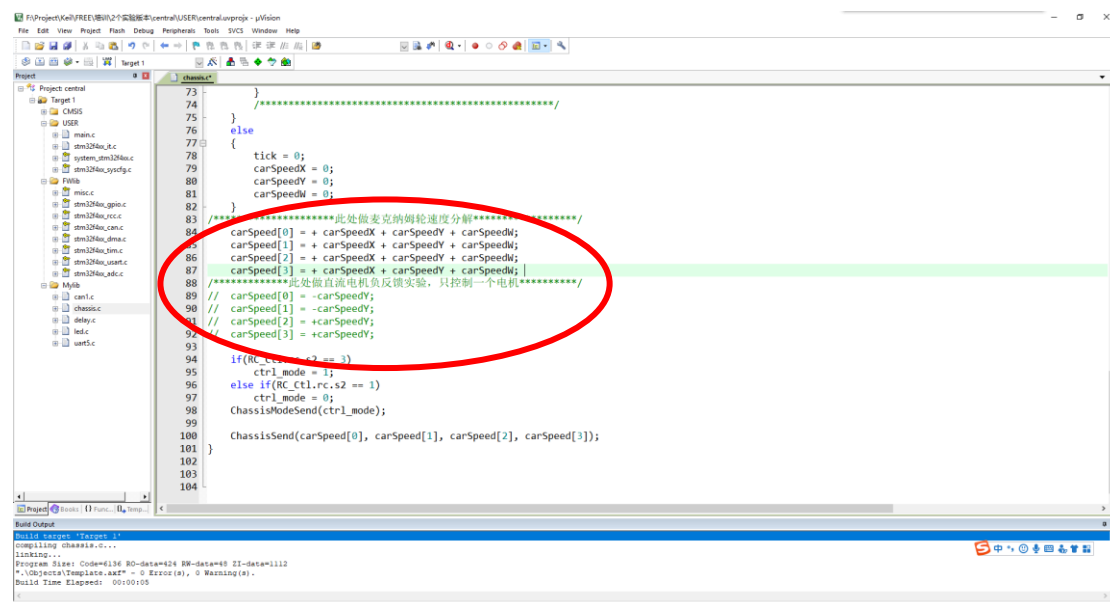 F:\Project\Keil\FREE\培训\2个实验版本\central\USER\central.uvprojx - µVision
File Edit View Project Flash Debug Peripherals Tools SVCS Window Help
Target 1
Project
chassis.c*
Project: central
Target 1
CMSIS
USER
main.c
stm32f4xx_it.c
system_stm32f4xx.c
stm32f4xx_syscfg.c
FWlib
misc.c
stm32f4xx_gpio.c
stm32f4xx_rcc.c
stm32f4xx_can.c
stm32f4xx_dma.c
stm32f4xx_tim.c
stm32f4xx_usart.c
stm32f4xx_adc.c
Mylib
can1.c
chassis.c
delay.c
led.c
uart5.c
Project Books Func... Temp...
73 }
74 /***************************************************/
75 }
76 else
77 {
78 tick = 0;
79 carSpeedX = 0;
80 carSpeedY = 0;
81 carSpeedW = 0;
82 }
83 /*********************此处做麦克纳姆轮速度分解******************/
84 carSpeed[0] = + carSpeedX + carSpeedY + carSpeedW;
85 carSpeed[1] = + carSpeedX + carSpeedY + carSpeedW;
86 carSpeed[2] = + carSpeedX + carSpeedY + carSpeedW;
87 carSpeed[3] = + carSpeedX + carSpeedY + carSpeedW;
88 /*************此处做直流电机负反馈实验，只控制一个电机**********/
89 // carSpeed[0] = -carSpeedY;
90 // carSpeed[1] = -carSpeedY;
91 // carSpeed[2] = +carSpeedY;
92 // carSpeed[3] = +carSpeedY;
93
94 if(RC_Ctl.rc.s2 == 3)
95 ctrl_mode = 1;
96 else if(RC_Ctl.rc.s2 == 1)
97 ctrl_mode = 0;
98 ChassisModeSend(ctrl_mode);
99
100 ChassisSend(carSpeed[0], carSpeed[1], carSpeed[2], carSpeed[3]);
101 }
102
103
104
Build Output
Build target 'Target 1'
compiling chassis.c...
linking...
Program Size: Code=6136 RO-data=424 RW-data=48 ZI-data=1112
".\Objects\Template.axf" - 0 Error(s), 0 Warning(s).
Build Time Elapsed: 00:00:05
中